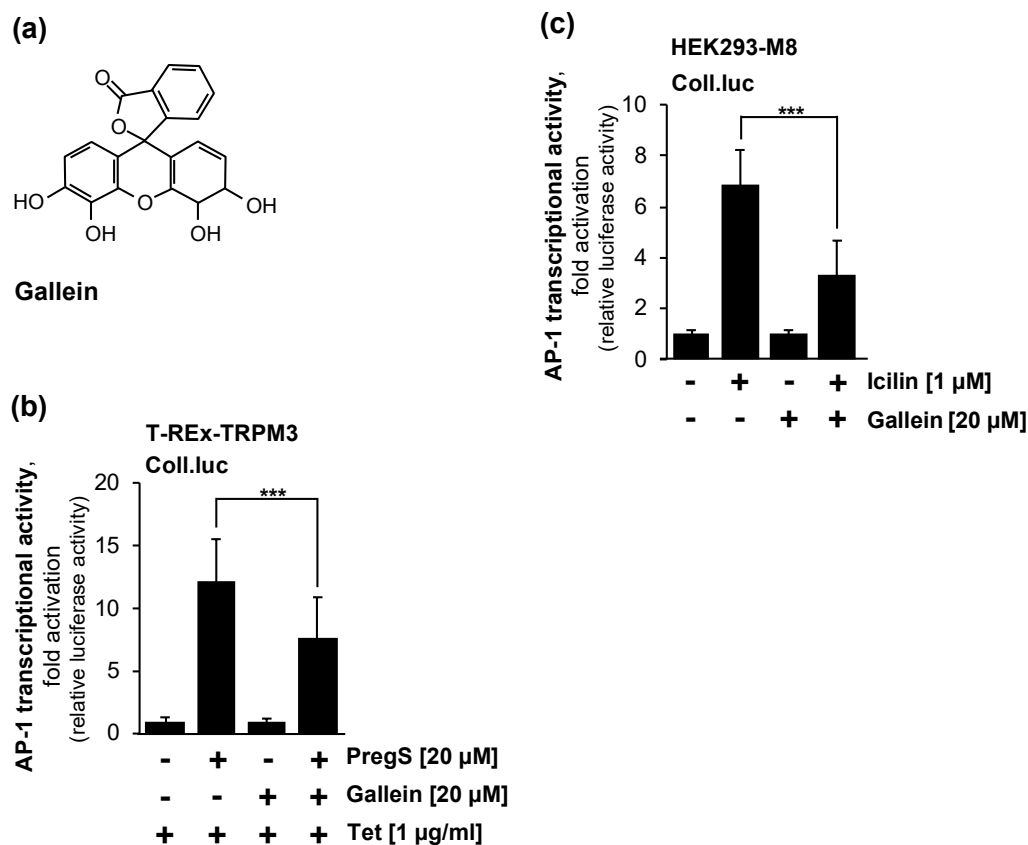 (a)
O
O
HO
OH
O
OH
OH
Gallein
(b)
T-REx-TRPM3
Coll.luc
AP-1 transcriptional activity,
fold activation
(relative luciferase activity)
20
15
10
5
0
***
- + - + PregS [20 µM]
- - + + Gallein [20 µM]
+ + + + Tet [1 µg/ml]
(c)
HEK293-M8
Coll.luc
AP-1 transcriptional activity,
fold activation
(relative luciferase activity)
10
8
6
4
2
0
***
- + - + Icilin [1 µM]
- - + + Gallein [20 µM]